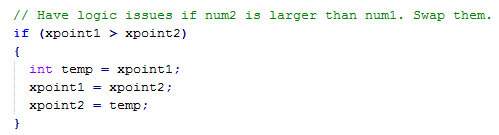 // Have logic issues if num2 is larger than num1. Swap them.
if (xpoint1 > xpoint2)
{
int temp = xpoint1;
xpoint1 = xpoint2;
xpoint2 = temp;
}